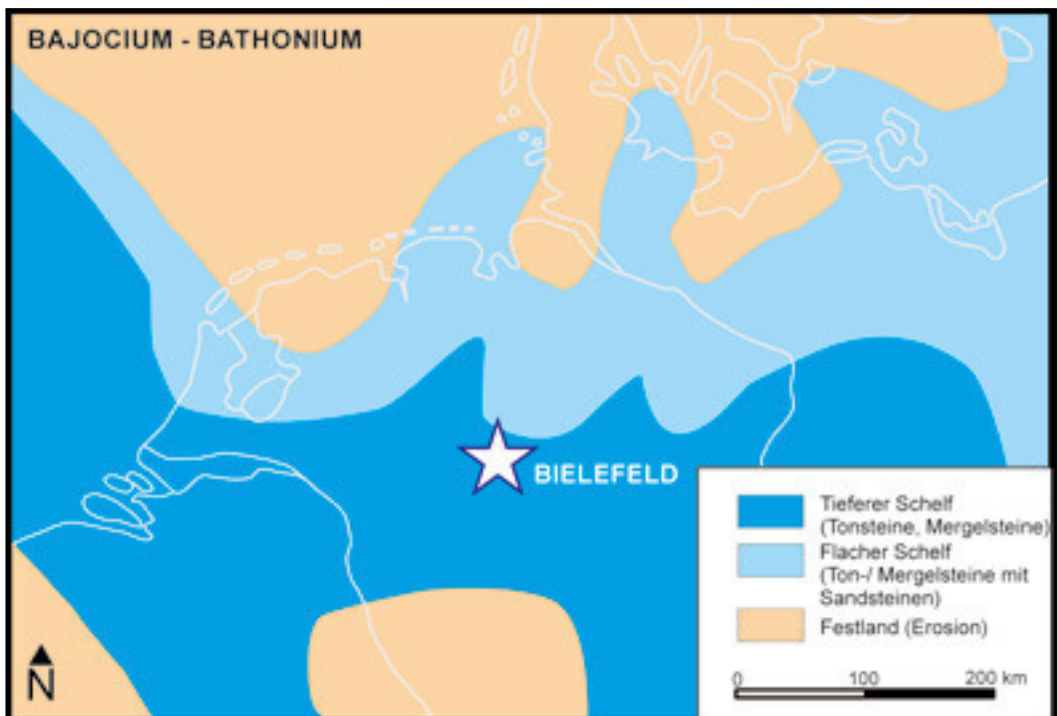 BAJOCIUM - BATHONIUM
BIELEFELD
Tieferer Schelf
(Tonsteine, Mergelsteine)
Flacher Schelf
(Ton-/ Mergelsteine mit
Sandsteinen)
Festland (Erosion)
N
0 100 200 km